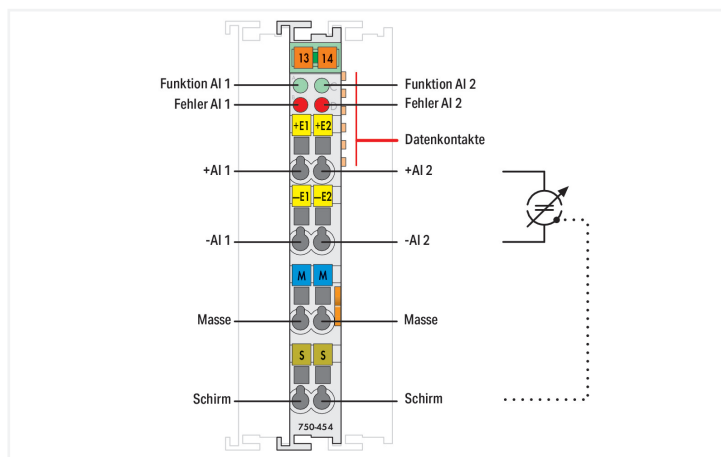 13 14
Funktion AI 1
Funktion AI 2
Fehler AI 1
Fehler AI 2
+E1 +E2
Datenkontakte
+AI 1
+AI 2
—E1 —E2
-AI 1
-AI 2
M M
Masse
Masse
S S
Schirm
Schirm
750-454